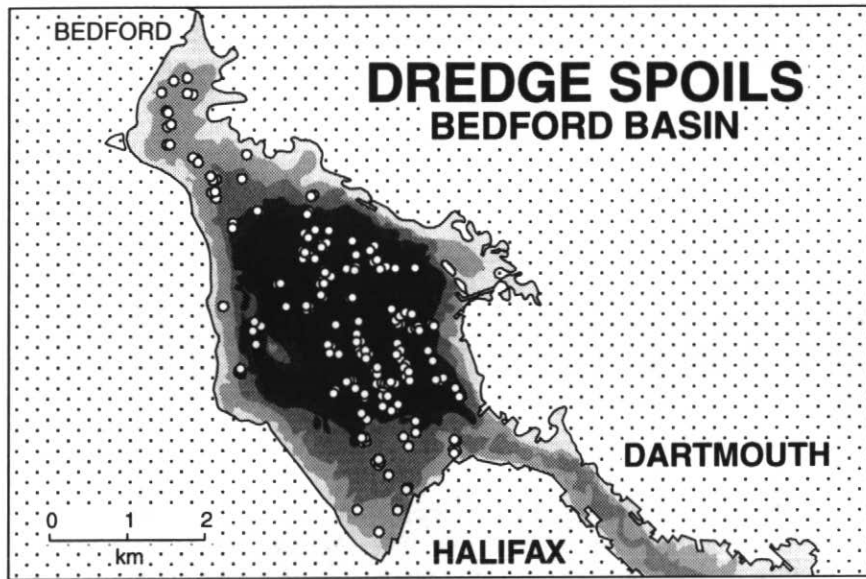 BEDFORD
DREDGE SPOILS
BEDFORD BASIN
DARTMOUTH
HALIFAX
0 1 2
km